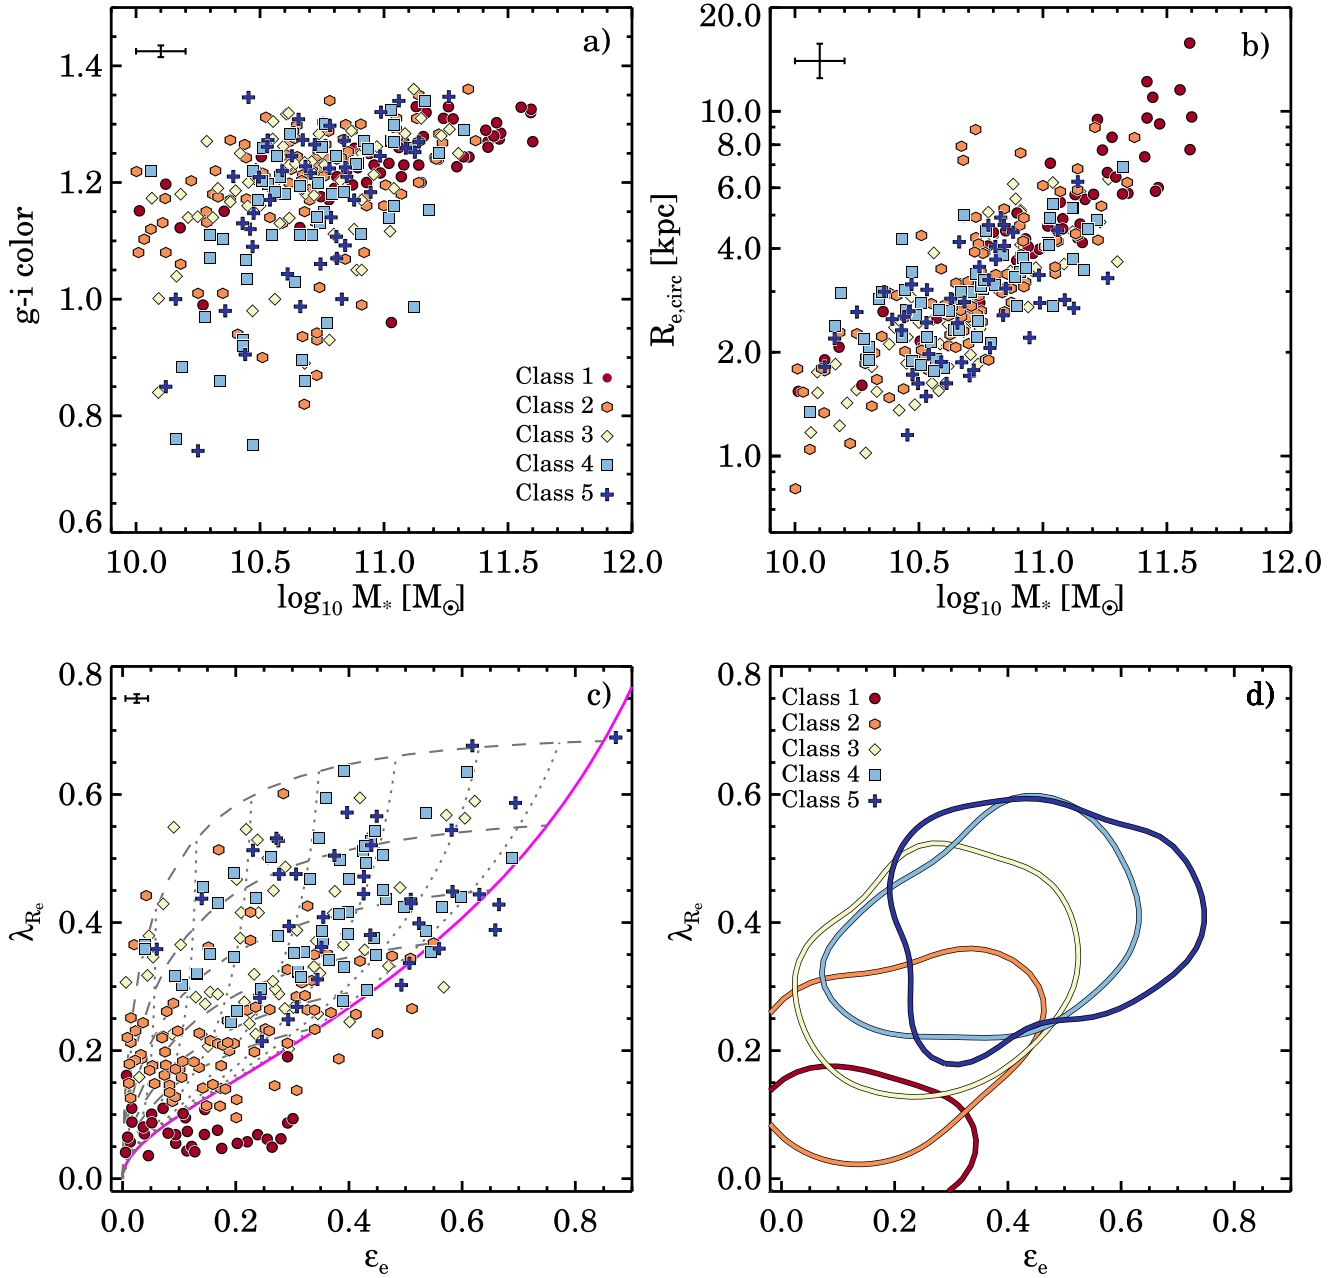 a)
g-i color
1.4
1.2
1.0
0.8
0.6
Class 1
Class 2
Class 3
Class 4
Class 5
10.0 10.5 11.0 11.5 12.0
log₁₀ M* [M⊙]
b)
Rₑ,circ [kpc]
20.0
10.0
8.0
6.0
4.0
2.0
1.0
10.0 10.5 11.0 11.5 12.0
log₁₀ M* [M⊙]
c)
λRₑ
0.8
0.6
0.4
0.2
0.0
0.0 0.2 0.4 0.6 0.8
εₑ
d)
Class 1
Class 2
Class 3
Class 4
Class 5
λRₑ
0.8
0.6
0.4
0.2
0.0
0.0 0.2 0.4 0.6 0.8
εₑ